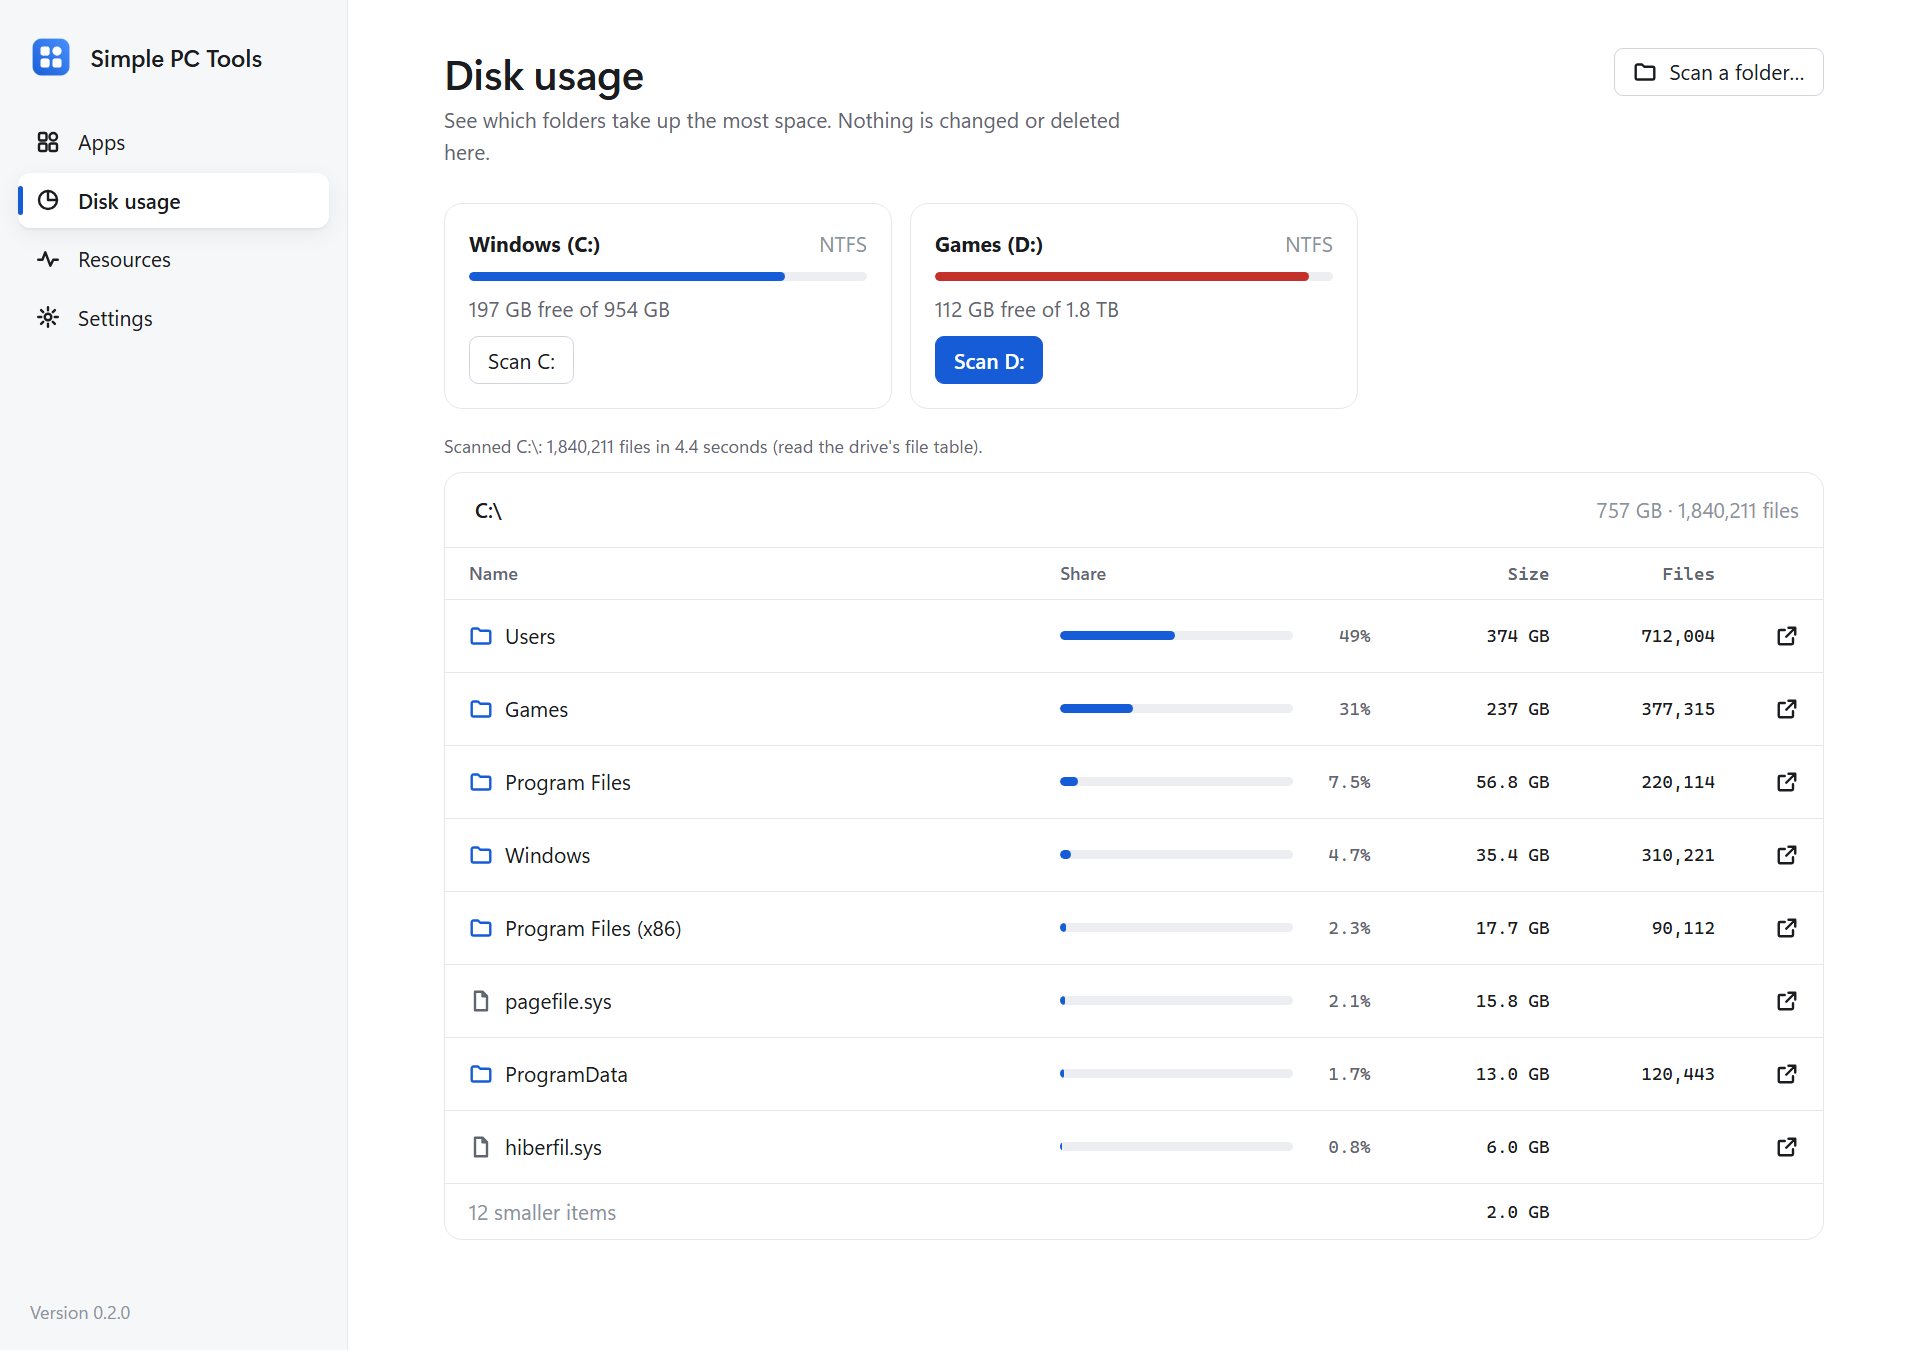 Simple PC Tools
Apps
Disk usage
Resources
Settings
Version 0.2.0
Disk usage
Scan a folder...
See which folders take up the most space. Nothing is changed or deleted
here.
Windows (C:) NTFS
197 GB free of 954 GB
Scan C:
Games (D:) NTFS
112 GB free of 1.8 TB
Scan D:
Scanned C:\: 1,840,211 files in 4.4 seconds (read the drive's file table).
C:\ 757 GB · 1,840,211 files
Name Share Size Files
Users 49% 374 GB 712,004
Games 31% 237 GB 377,315
Program Files 7.5% 56.8 GB 220,114
Windows 4.7% 35.4 GB 310,221
Program Files (x86) 2.3% 17.7 GB 90,112
pagefile.sys 2.1% 15.8 GB
ProgramData 1.7% 13.0 GB 120,443
hiberfil.sys 0.8% 6.0 GB
12 smaller items 2.0 GB